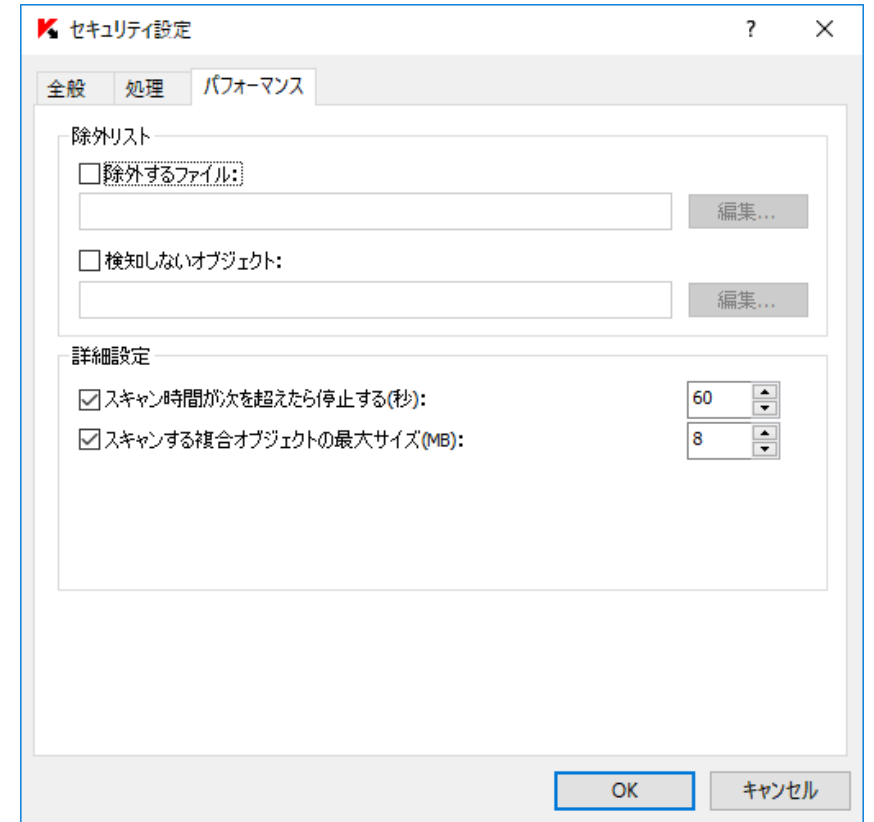 セキュリティ設定
?
全般 処理 パフォーマンス
除外リスト
除外するファイル:
編集...
検知しないオブジェクト:
編集...
詳細設定
スキャン時間が次を超えたら停止する(秒): 60
スキャンする複合オブジェクトの最大サイズ(MB): 8
OK キャンセル